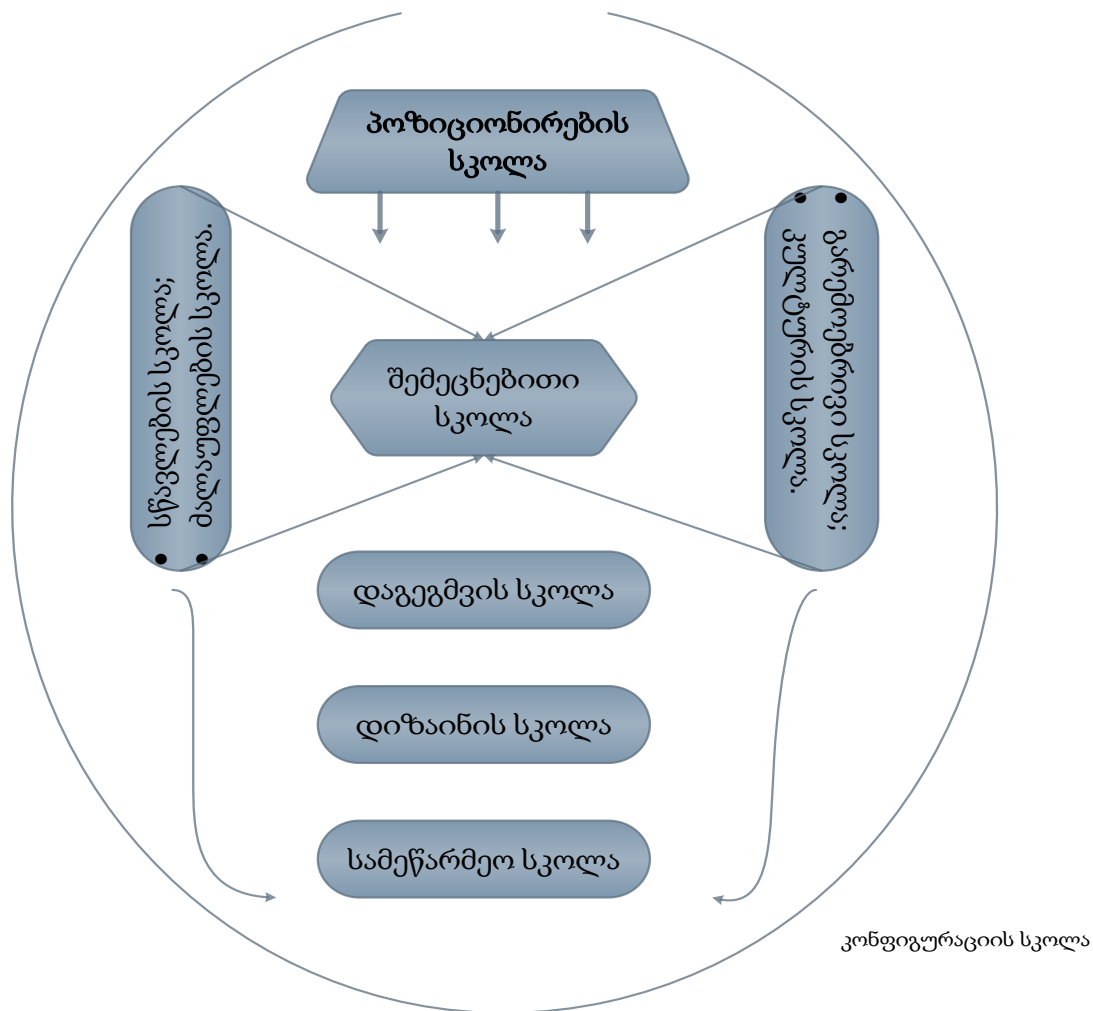 პოზიციონირების
სკოლა
• სწავლების სკოლა;
• ძალაუფლების სკოლა.
• გარემოებრივი სკოლა;
• კულტურის სკოლა.
შემეცნებითი
სკოლა
დაგეგმვის სკოლა
დიზაინის სკოლა
სამეწარმეო სკოლა
კონფიგურაციის სკოლა